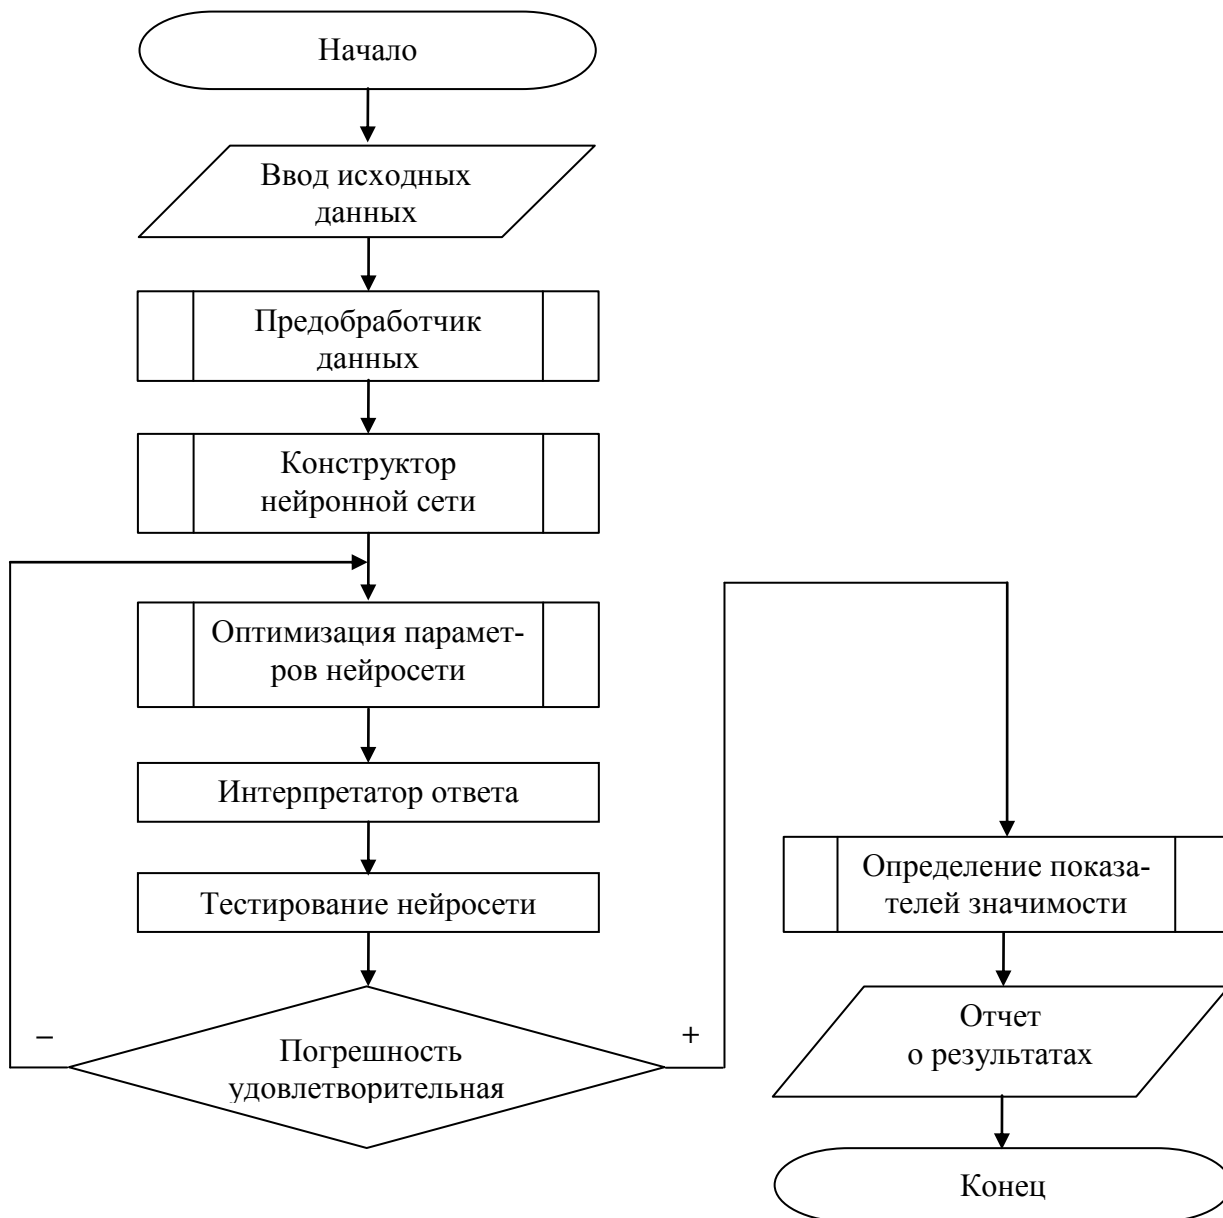 Начало
Ввод исходных
данных
Предобработчик
данных
Конструктор
нейронной сети
Оптимизация парамет-
ров нейросети
Интерпретатор ответа
Тестирование нейросети
–
Погрешность
удовлетворительная
+
Определение показа-
телей значимости
Отчет
о результатах
Конец